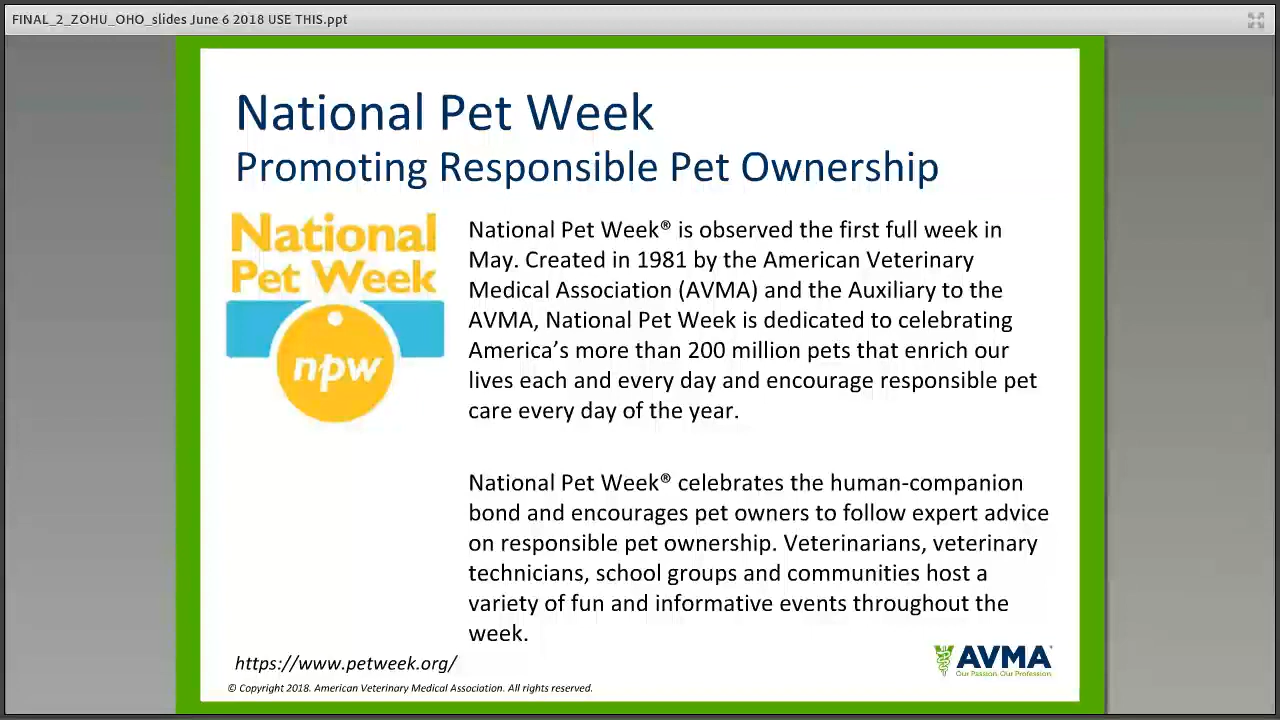 FINAL_2_ZOHU_OHO_slides June 6 2018 USE THIS.ppt
National Pet Week
Promoting Responsible Pet Ownership
National
Pet Week
npw
National Pet Week® is observed the first full week in
May. Created in 1981 by the American Veterinary
Medical Association (AVMA) and the Auxiliary to the
AVMA, National Pet Week is dedicated to celebrating
America’s more than 200 million pets that enrich our
lives each and every day and encourage responsible pet
care every day of the year.
National Pet Week® celebrates the human-companion
bond and encourages pet owners to follow expert advice
on responsible pet ownership. Veterinarians, veterinary
technicians, school groups and communities host a
variety of fun and informative events throughout the
week.
https://www.petweek.org/
AVMA
Our Passion. Our Profession.
© Copyright 2018. American Veterinary Medical Association. All rights reserved.